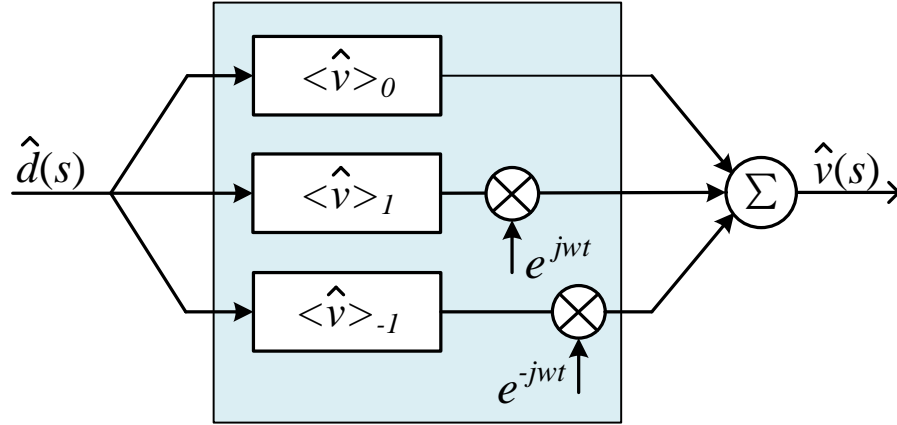 <v̂>₀
d̂(s)
<v̂>₁
Σ
v̂(s)
e^{jwt}
<v̂>₋₁
e^{-jwt}